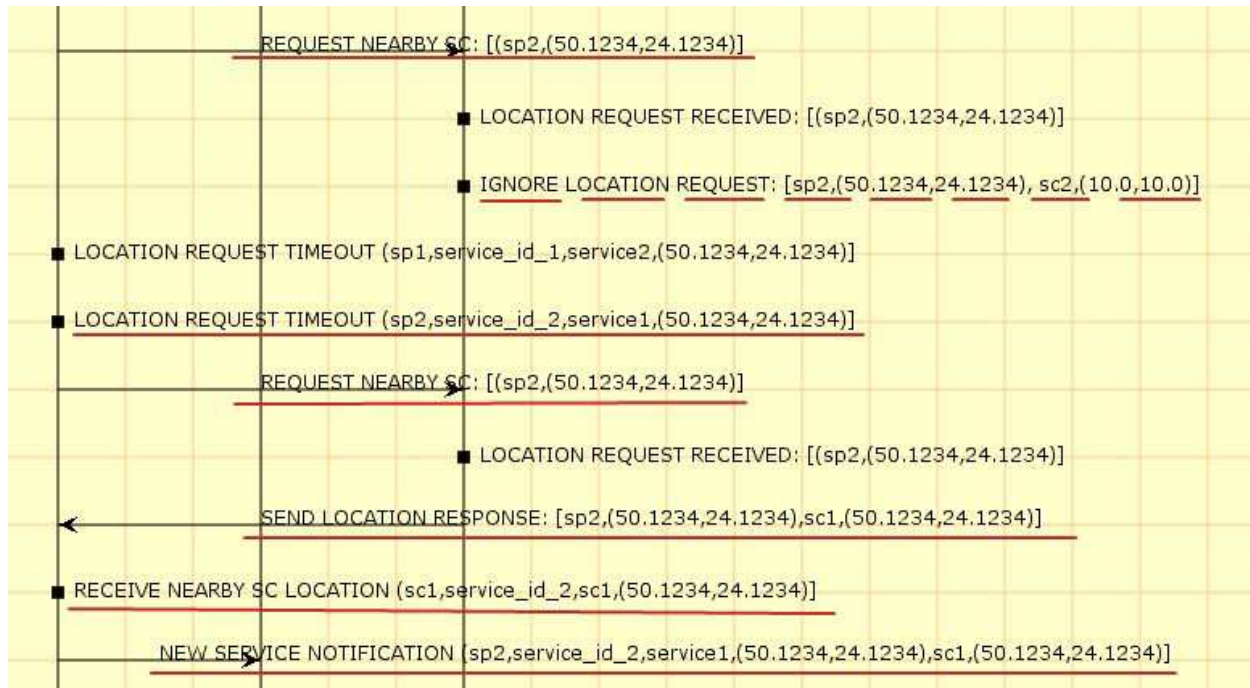 REQUEST NEARBY SC: [(sp2,(50.1234,24.1234)]
LOCATION REQUEST RECEIVED: [(sp2,(50.1234,24.1234)]
IGNORE LOCATION REQUEST: [sp2,(50.1234,24.1234), sc2,(10.0,10.0)]
LOCATION REQUEST TIMEOUT (sp1,service_id_1,service2,(50.1234,24.1234)]
LOCATION REQUEST TIMEOUT (sp2,service_id_2,service1,(50.1234,24.1234)]
REQUEST NEARBY SC: [(sp2,(50.1234,24.1234)]
LOCATION REQUEST RECEIVED: [(sp2,(50.1234,24.1234)]
SEND LOCATION RESPONSE: [sp2,(50.1234,24.1234),sc1,(50.1234,24.1234)]
RECEIVE NEARBY SC LOCATION (sc1,service_id_2,sc1,(50.1234,24.1234)]
NEW SERVICE NOTIFICATION (sp2,service_id_2,service1,(50.1234,24.1234),sc1,(50.1234,24.1234)]